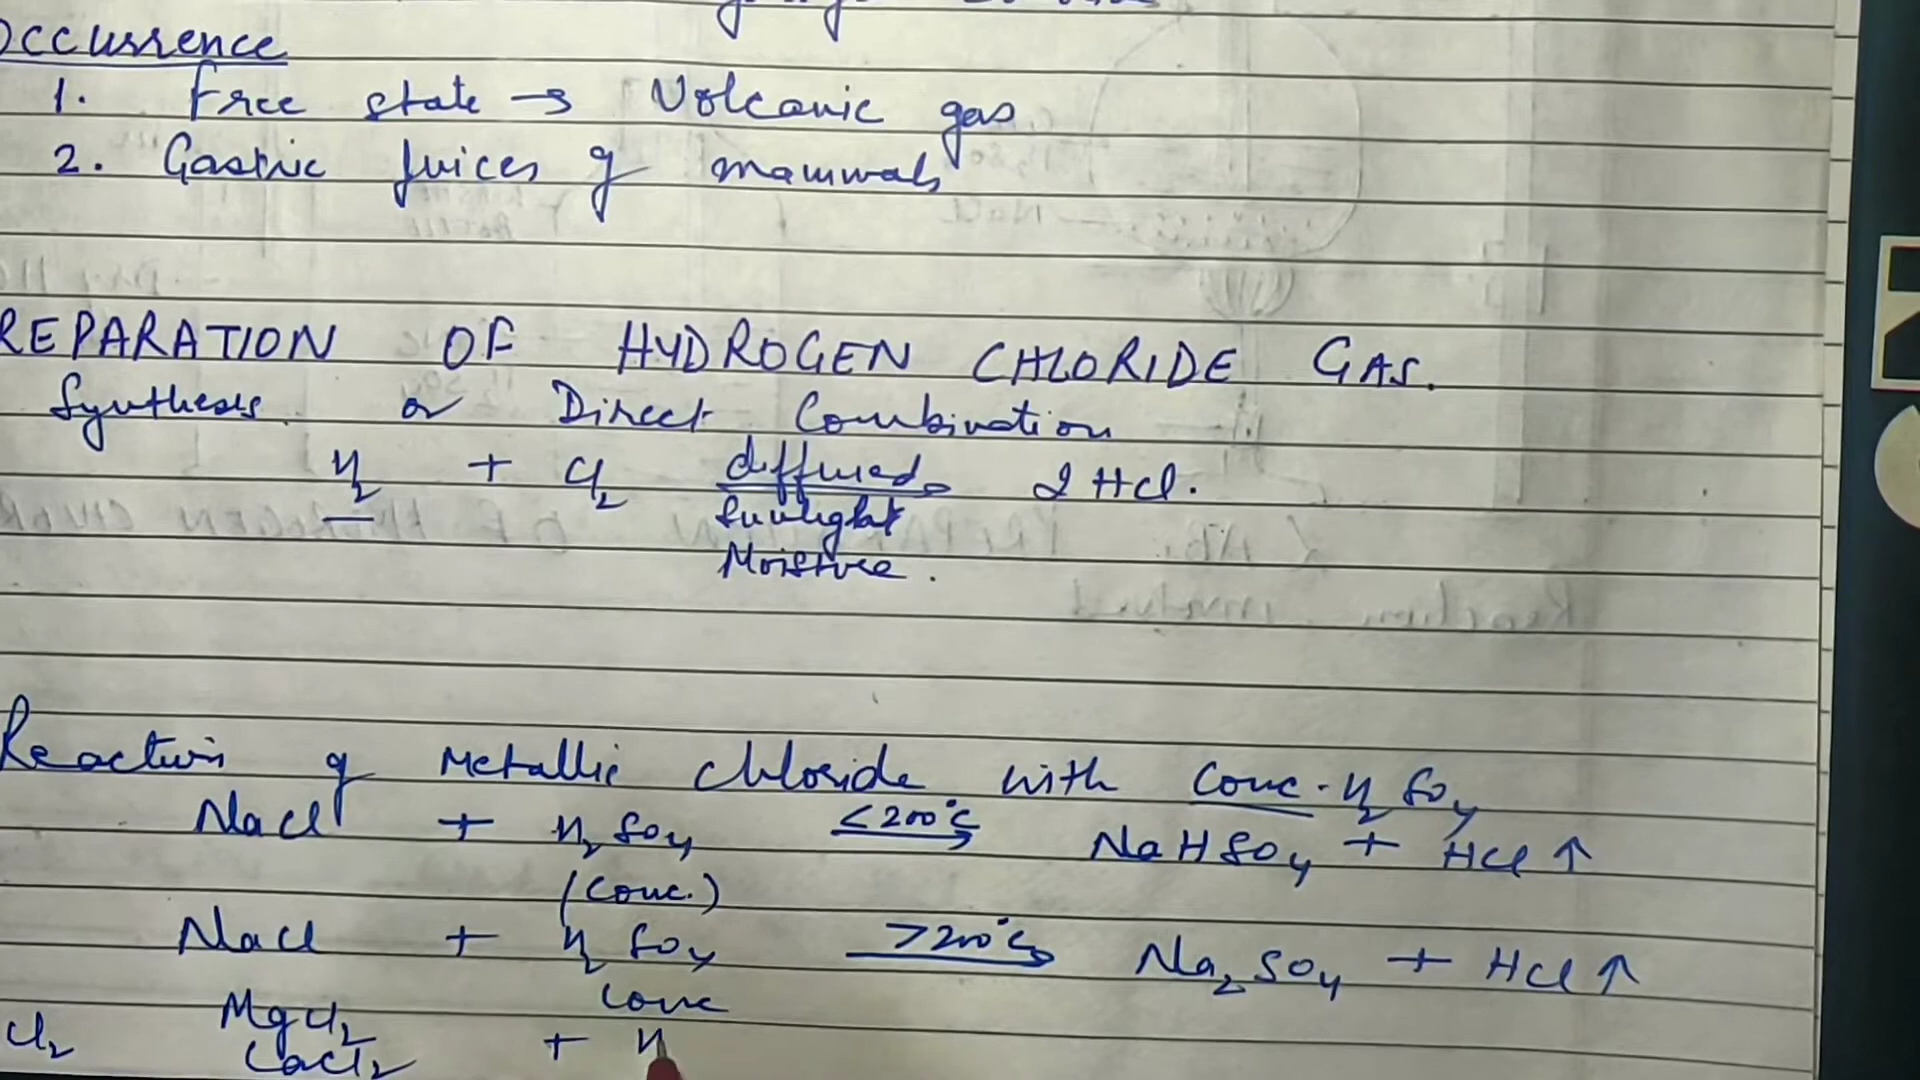 Occurrence
1. Free state → Volcanic gas
2. Gastric Juices of mammals
REPARATION OF HYDROGEN CHLORIDE GAS.
Synthesis or Direct Combination
H₂ + Cl₂ diffused → 2 HCl.
Sunlight
Moisture.
Reaction of Metallic chloride with Conc. H₂SO₄
NaCl + H₂SO₄ <200°C → NaHSO₄ + HCl ↑
(Conc.)
NaCl + H₂SO₄ >200°C → Na₂SO₄ + HCl ↑
Conc
MgCl₂
Cl₂ CaCl₂ + H